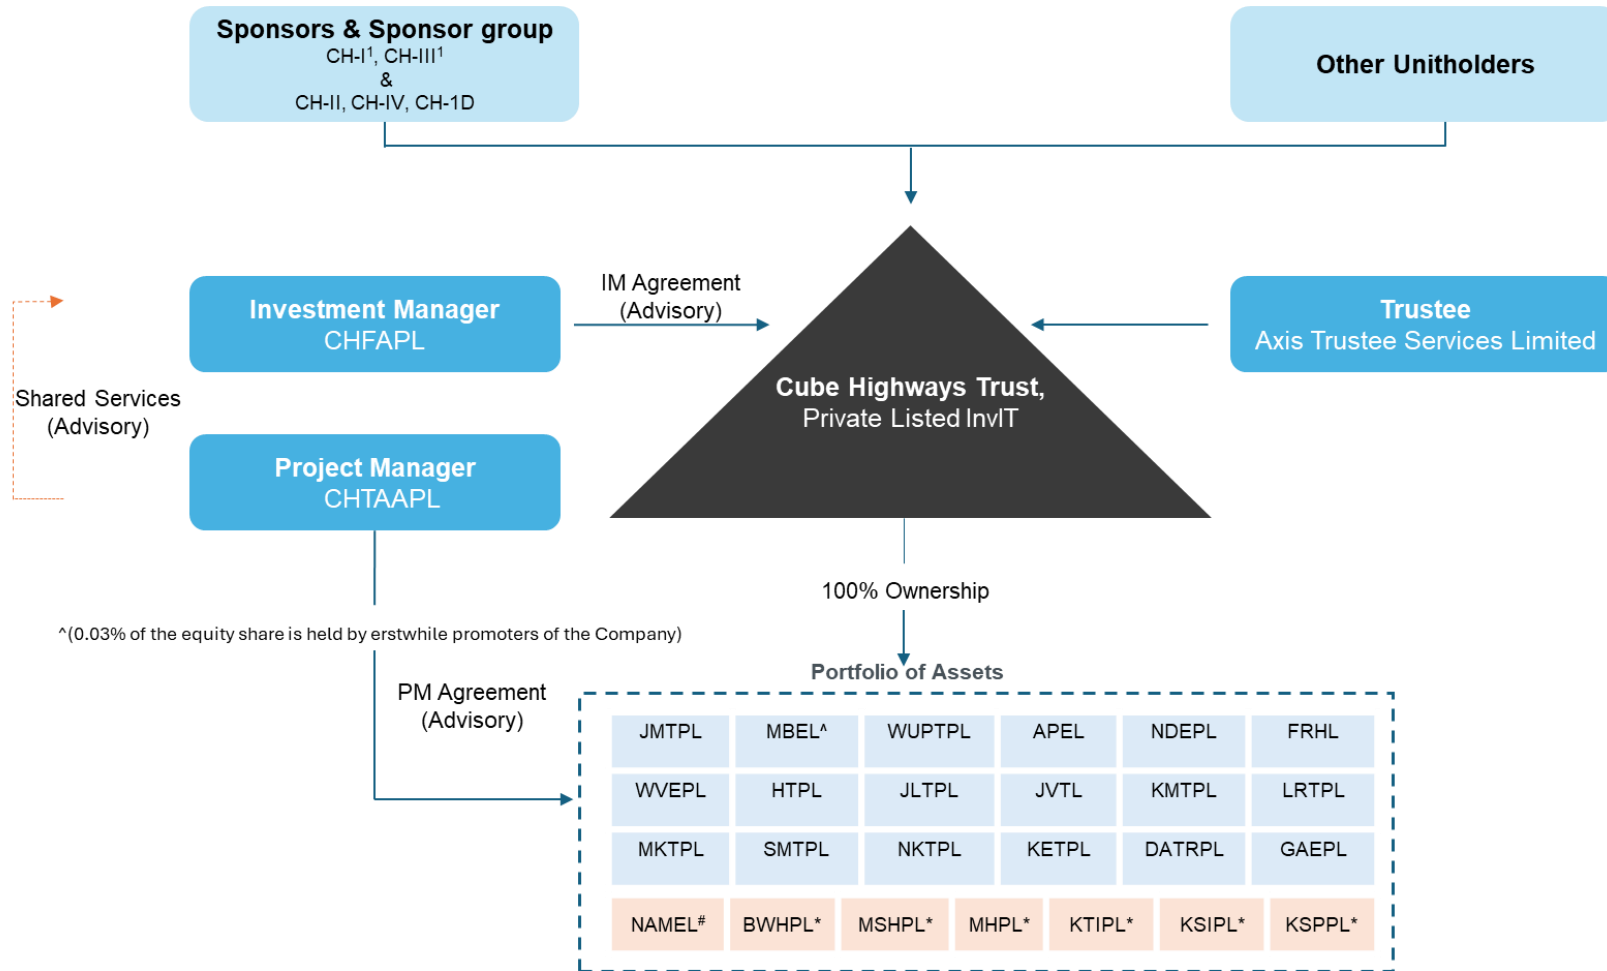 Sponsors & Sponsor group
CH-I¹, CH-III¹
&
CH-II, CH-IV, CH-1D
Other Unitholders
IM Agreement
(Advisory)
Investment Manager
CHFAPL
Trustee
Axis Trustee Services Limited
Shared Services
(Advisory)
Cube Highways Trust,
Private Listed InvIT
Project Manager
CHTAAPL
100% Ownership
^(0.03% of the equity share is held by erstwhile promoters of the Company)
Portfolio of Assets
PM Agreement
(Advisory)
JMTPL MBEL^ WUPTPL APEL NDEPL FRHL
WVEPL HTPL JLTPL JVTL KMTPL LRTPL
MKTPL SMTPL NKTPL KETPL DATRPL GAEPL
NAMEL# BWHPL* MSHPL* MHPL* KTIPL* KSIPL* KSPPL*